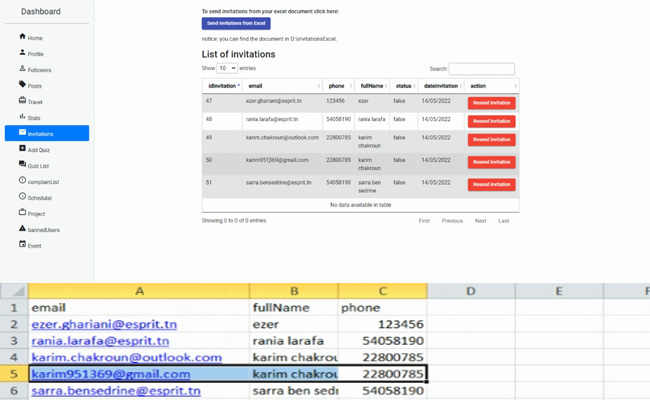 Dashboard
Home
Profile
Followers
Posts
Travel
Stats
Invitations
Add Quiz
Quiz List
complainList
Schedular
Project
bannedUsers
Event
To send invitations from your excel document click here:
Send invitations from Excel
notice: you can find the document in D:\InvitationsExcel.
List of invitations
Show 10 entries
Search:
idInvitation email phone fullName status dateinvitation action
47 ezer.ghariani@esprit.tn 123456 ezer false 14/05/2022 Resend invitation
48 rania.larafa@esprit.tn 54058190 rania larafa false 14/05/2022 Resend invitation
49 karim.chakroun@outlook.com 22800785 karim chakroun false 14/05/2022 Resend invitation
50 karim951369@gmail.com 22800785 karim chakroun false 14/05/2022 Resend invitation
51 sarra.bensedrine@esprit.tn 54058190 sarra ben sedrine false 14/05/2022 Resend invitation
No data available in table
Showing 0 to 0 of 0 entries
First Previous Next Last
A B C D E F
1 email fullName phone
2 ezer.ghariani@esprit.tn ezer 123456
3 rania.larafa@esprit.tn rania larafa 54058190
4 karim.chakroun@outlook.com karim chakrou 22800785
5 karim951369@gmail.com karim chakrou 22800785
6 sarra.bensedrine@esprit.tn sarra ben sedr 54058190